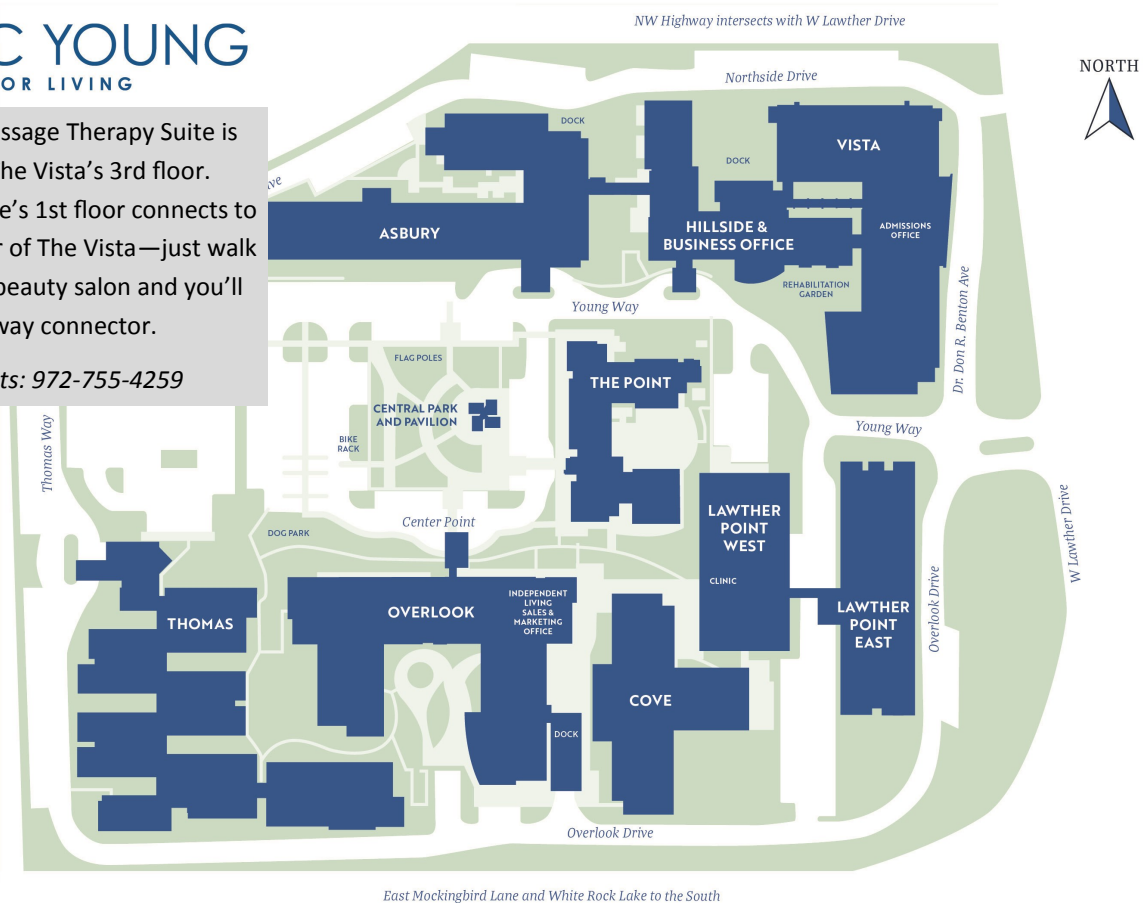 NW Highway intersects with W Lawther Drive
C YOUNG
OR LIVING
NORTH
Northside Drive
ssage Therapy Suite is
he Vista's 3rd floor.
e's 1st floor connects to
r of The Vista—just walk
beauty salon and you'll
way connector.
ts: 972-755-4259
ive
DOCK
DOCK
VISTA
ASBURY
HILLSIDE &
BUSINESS OFFICE
ADMISSIONS
OFFICE
REHABILITATION
GARDEN
Young Way
Dr. Don R. Benton Ave
FLAG POLES
THE POINT
CENTRAL PARK
AND PAVILION
BIKE
RACK
Thomas Way
Young Way
Center Point
DOG PARK
LAWTHER
POINT
WEST
CLINIC
W Lawther Drive
THOMAS
OVERLOOK
INDEPENDENT
LIVING
SALES &
MARKETING
OFFICE
LAWTHER
POINT
EAST
Overlook Drive
COVE
DOCK
Overlook Drive
East Mockingbird Lane and White Rock Lake to the South